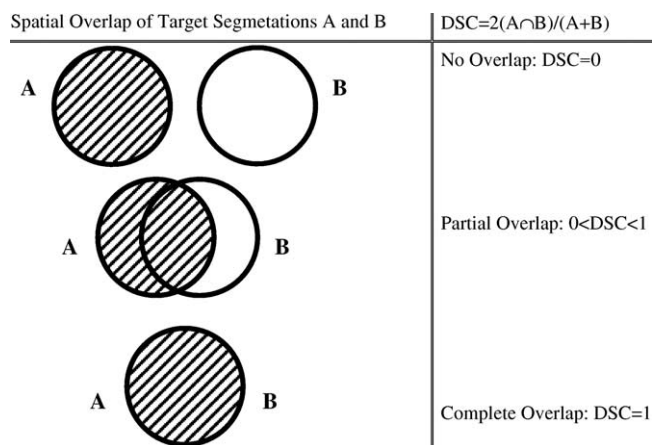 Spatial Overlap of Target Segmetations A and B
DSC=2(A∩B)/(A+B)
No Overlap: DSC=0
A
B
Partial Overlap: 0<DSC<1
A
B
A
B
Complete Overlap: DSC=1